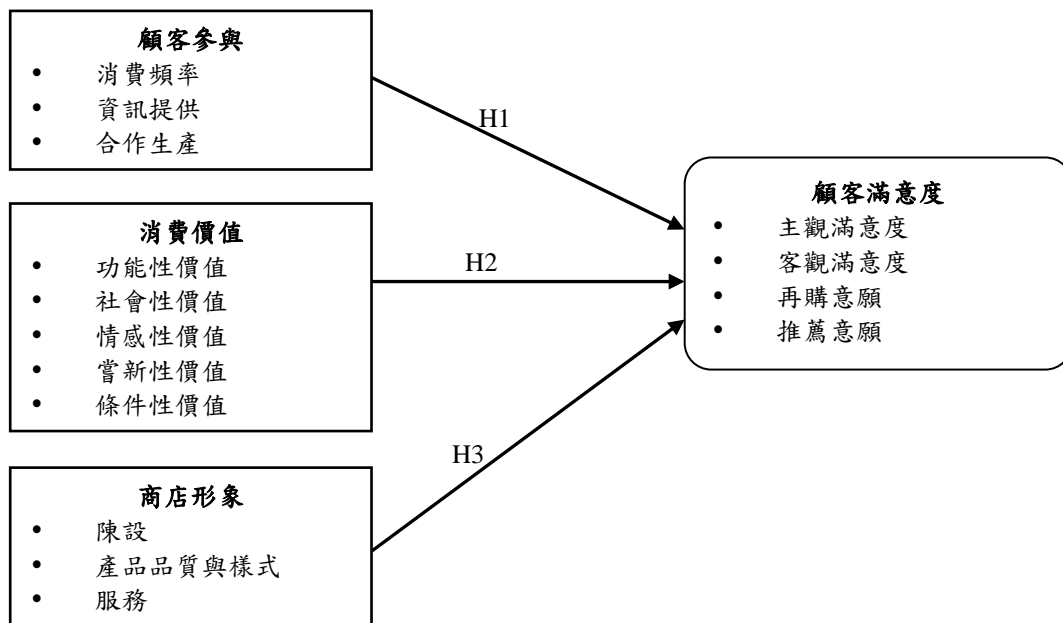 顧客參與
• 消費頻率
• 資訊提供
• 合作生產
H1
消費價值
• 功能性價值
• 社會性價值
• 情感性價值
• 嘗新性價值
• 條件性價值
H2
商店形象
• 陳設
• 產品品質與樣式
• 服務
H3
顧客滿意度
• 主觀滿意度
• 客觀滿意度
• 再購意願
• 推薦意願